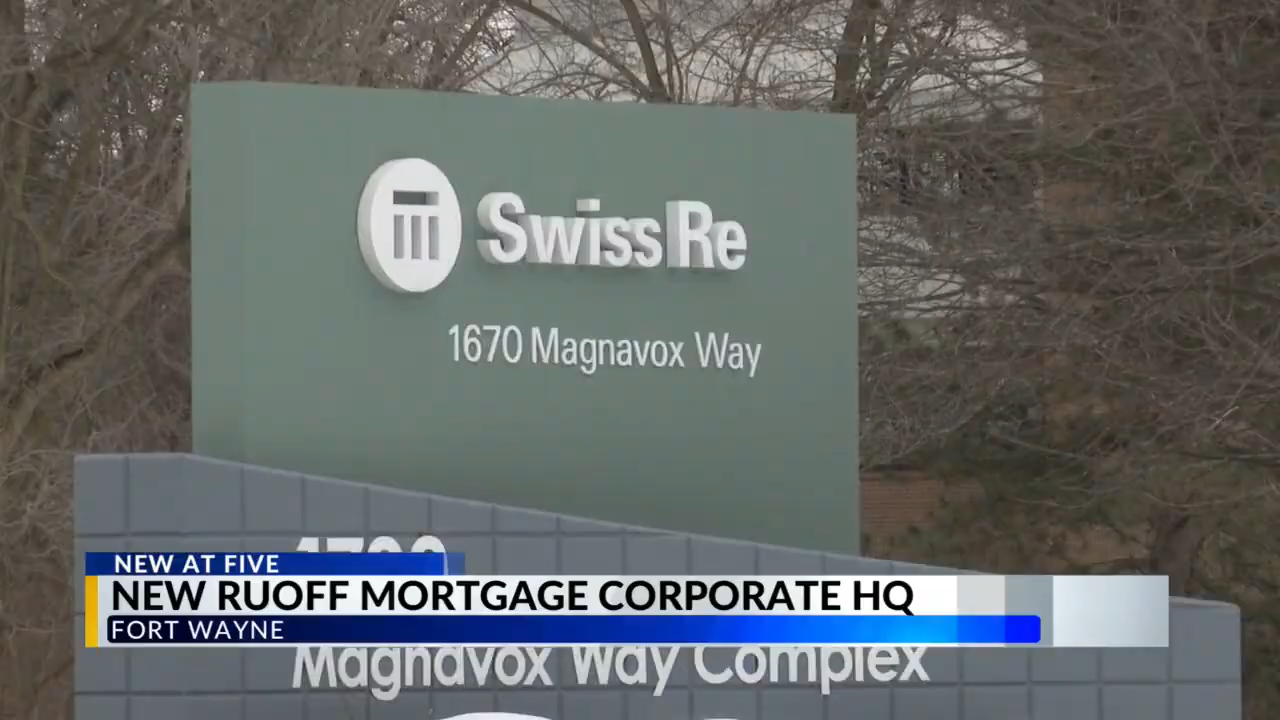 Swiss Re
1670 Magnavox Way
NEW AT FIVE
NEW RUOFF MORTGAGE CORPORATE HQ
FORT WAYNE
Magnavox Way Complex